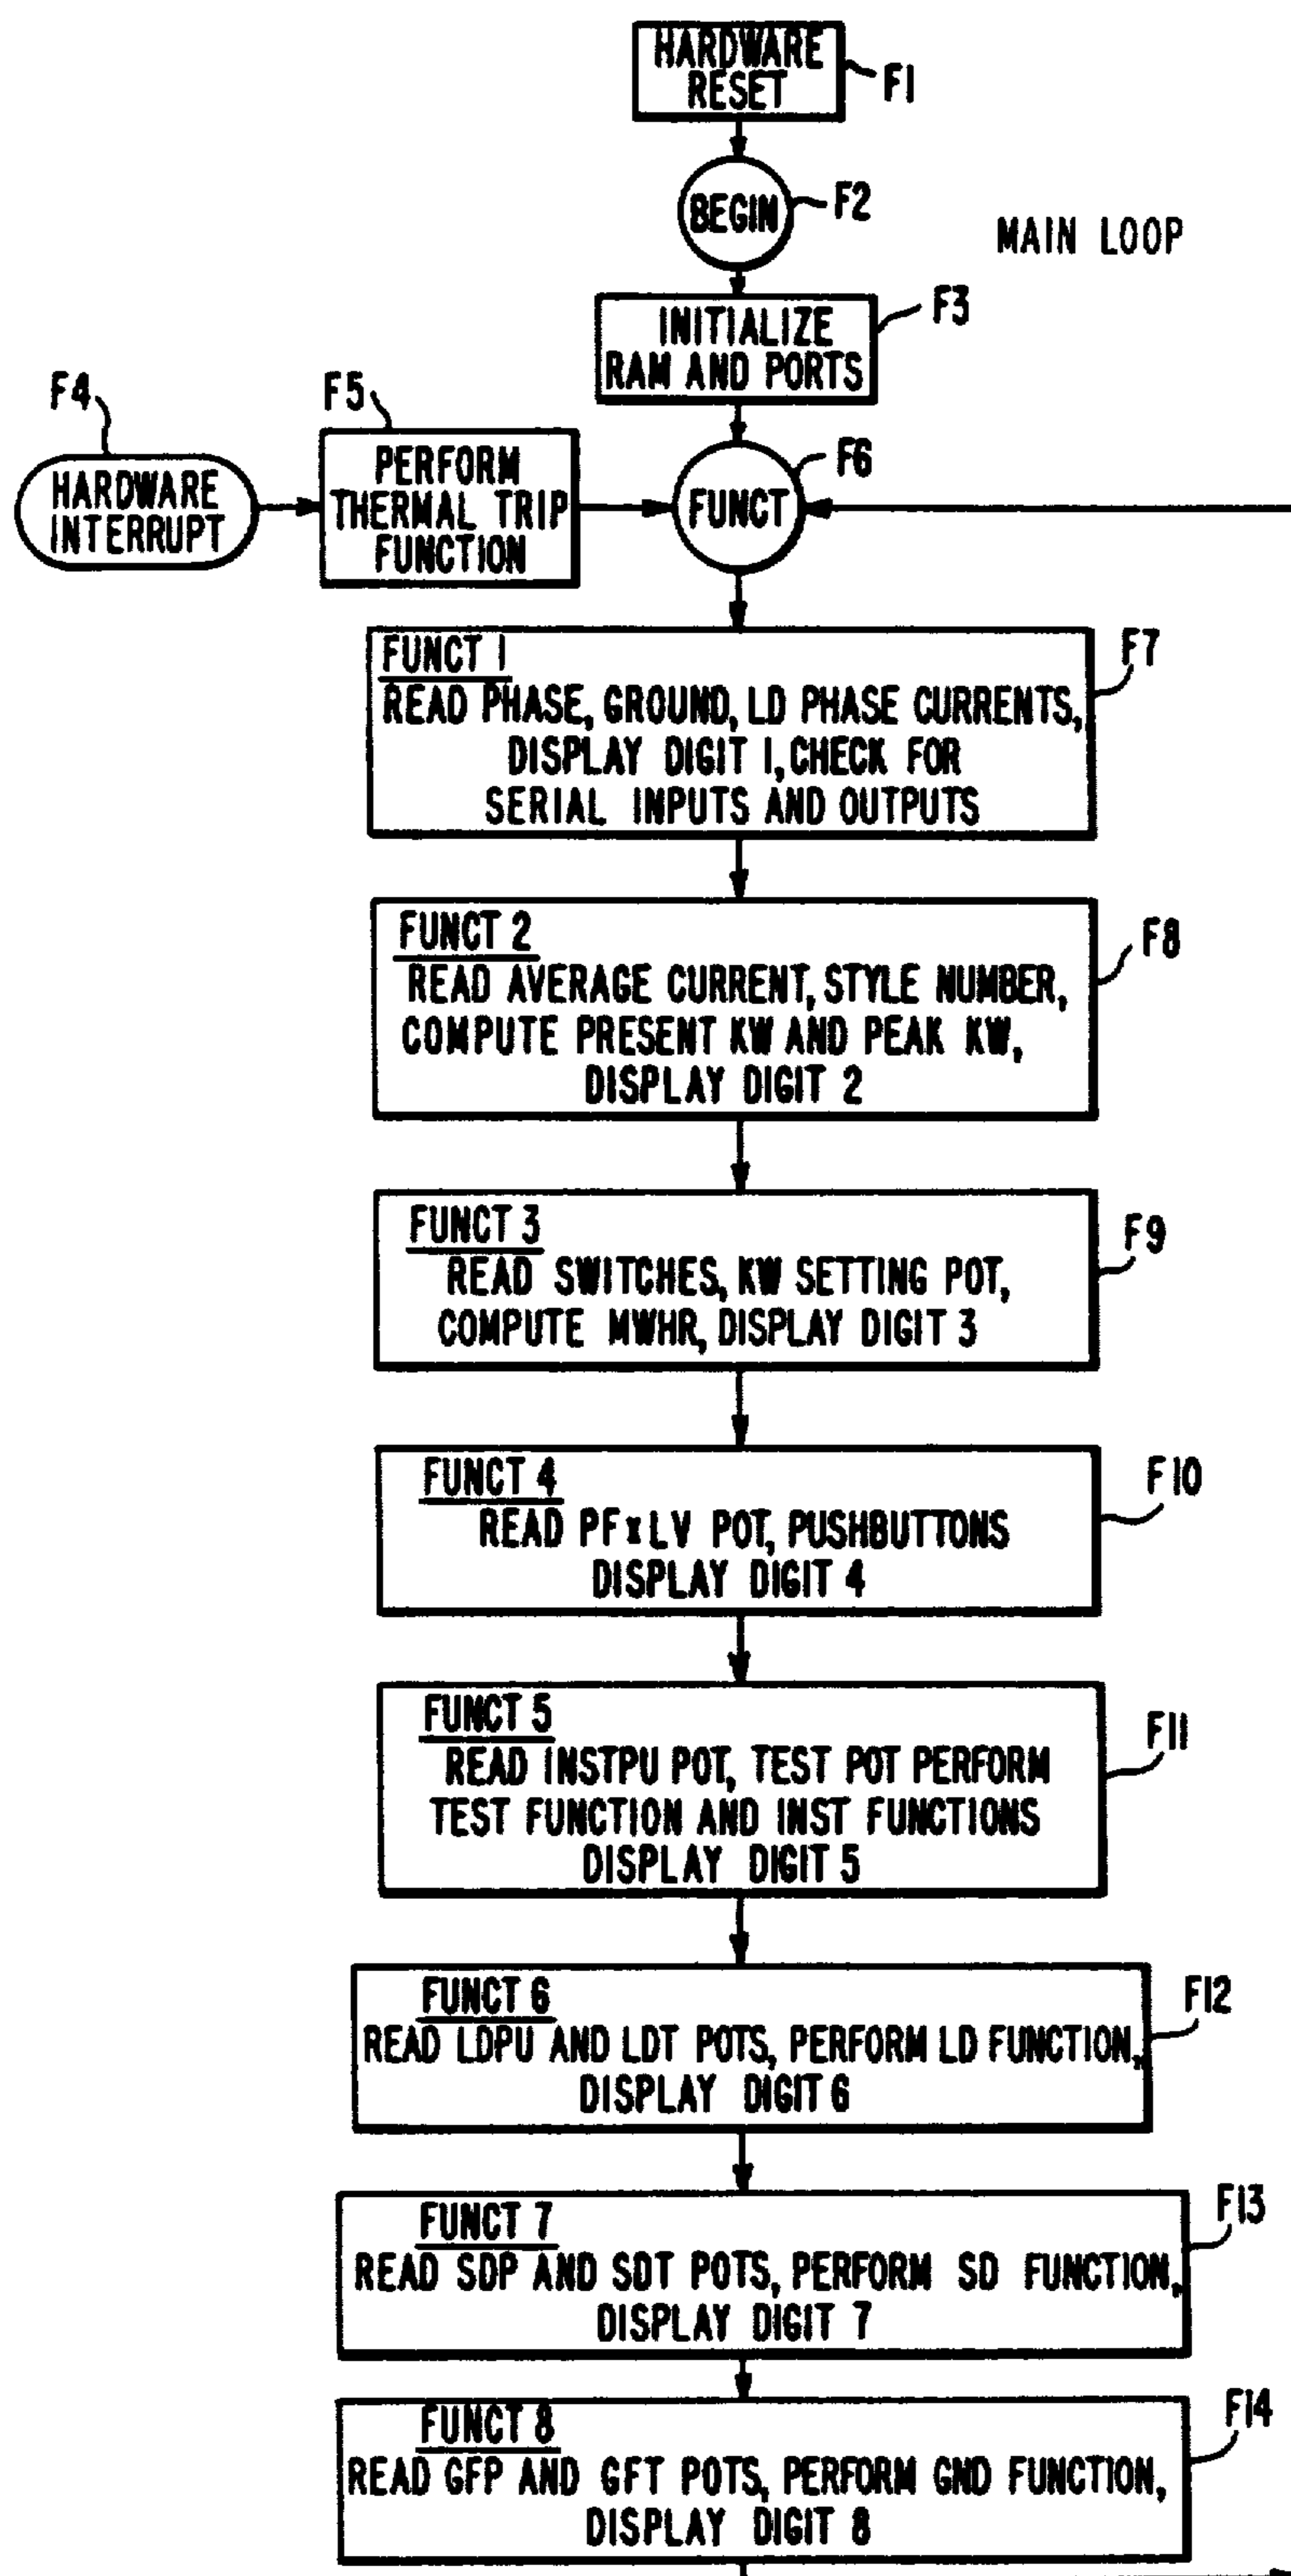 HARDWARE
RESET
F1
BEGIN
F2
MAIN LOOP
INITIALIZE
RAM AND PORTS
F3
F4
HARDWARE
INTERRUPT
F5
PERFORM
THERMAL TRIP
FUNCTION
FUNCT
F6
FUNCT 1
READ PHASE, GROUND, LD PHASE CURRENTS,
DISPLAY DIGIT 1, CHECK FOR
SERIAL INPUTS AND OUTPUTS
F7
FUNCT 2
READ AVERAGE CURRENT, STYLE NUMBER,
COMPUTE PRESENT KW AND PEAK KW,
DISPLAY DIGIT 2
F8
FUNCT 3
READ SWITCHES, KW SETTING POT,
COMPUTE MWHR, DISPLAY DIGIT 3
F9
FUNCT 4
READ PF x LV POT, PUSHBUTTONS
DISPLAY DIGIT 4
F10
FUNCT 5
READ INSTPU POT, TEST POT PERFORM
TEST FUNCTION AND INST FUNCTIONS
DISPLAY DIGIT 5
F11
FUNCT 6
READ LDPU AND LDT POTS, PERFORM LD FUNCTION,
DISPLAY DIGIT 6
F12
FUNCT 7
READ SDP AND SDT POTS, PERFORM SD FUNCTION,
DISPLAY DIGIT 7
F13
FUNCT 8
READ GFP AND GFT POTS, PERFORM GND FUNCTION,
DISPLAY DIGIT 8
F14